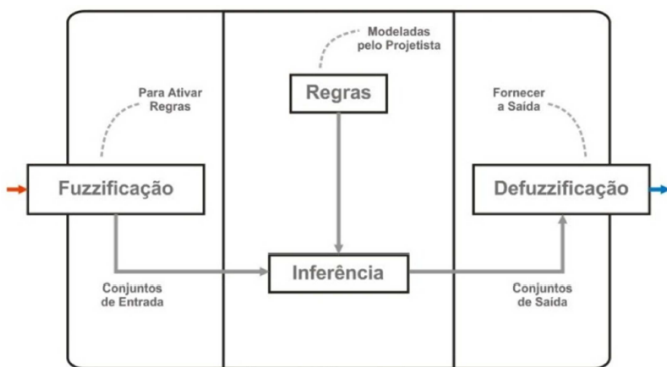 Modeladas
pelo Projetista
Para Ativar
Regras
Regras
Fornecer
a Saída
Fuzzificação
Defuzzificação
Inferência
Conjuntos
de Entrada
Conjuntos
de Saída